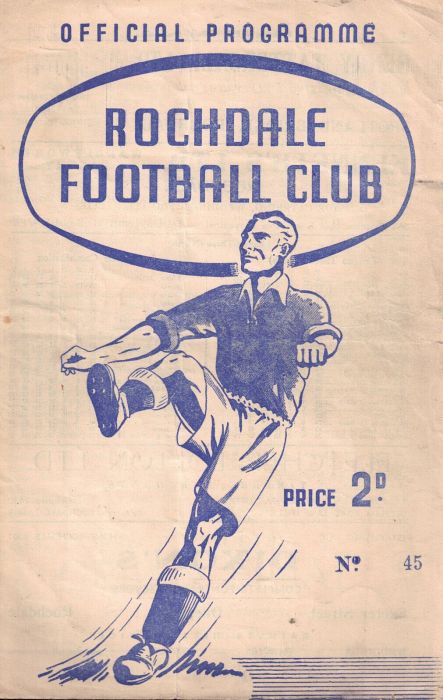 OFFICIAL PROGRAMME
ROCHDALE
FOOTBALL CLUB
PRICE 2D.
Nº 45